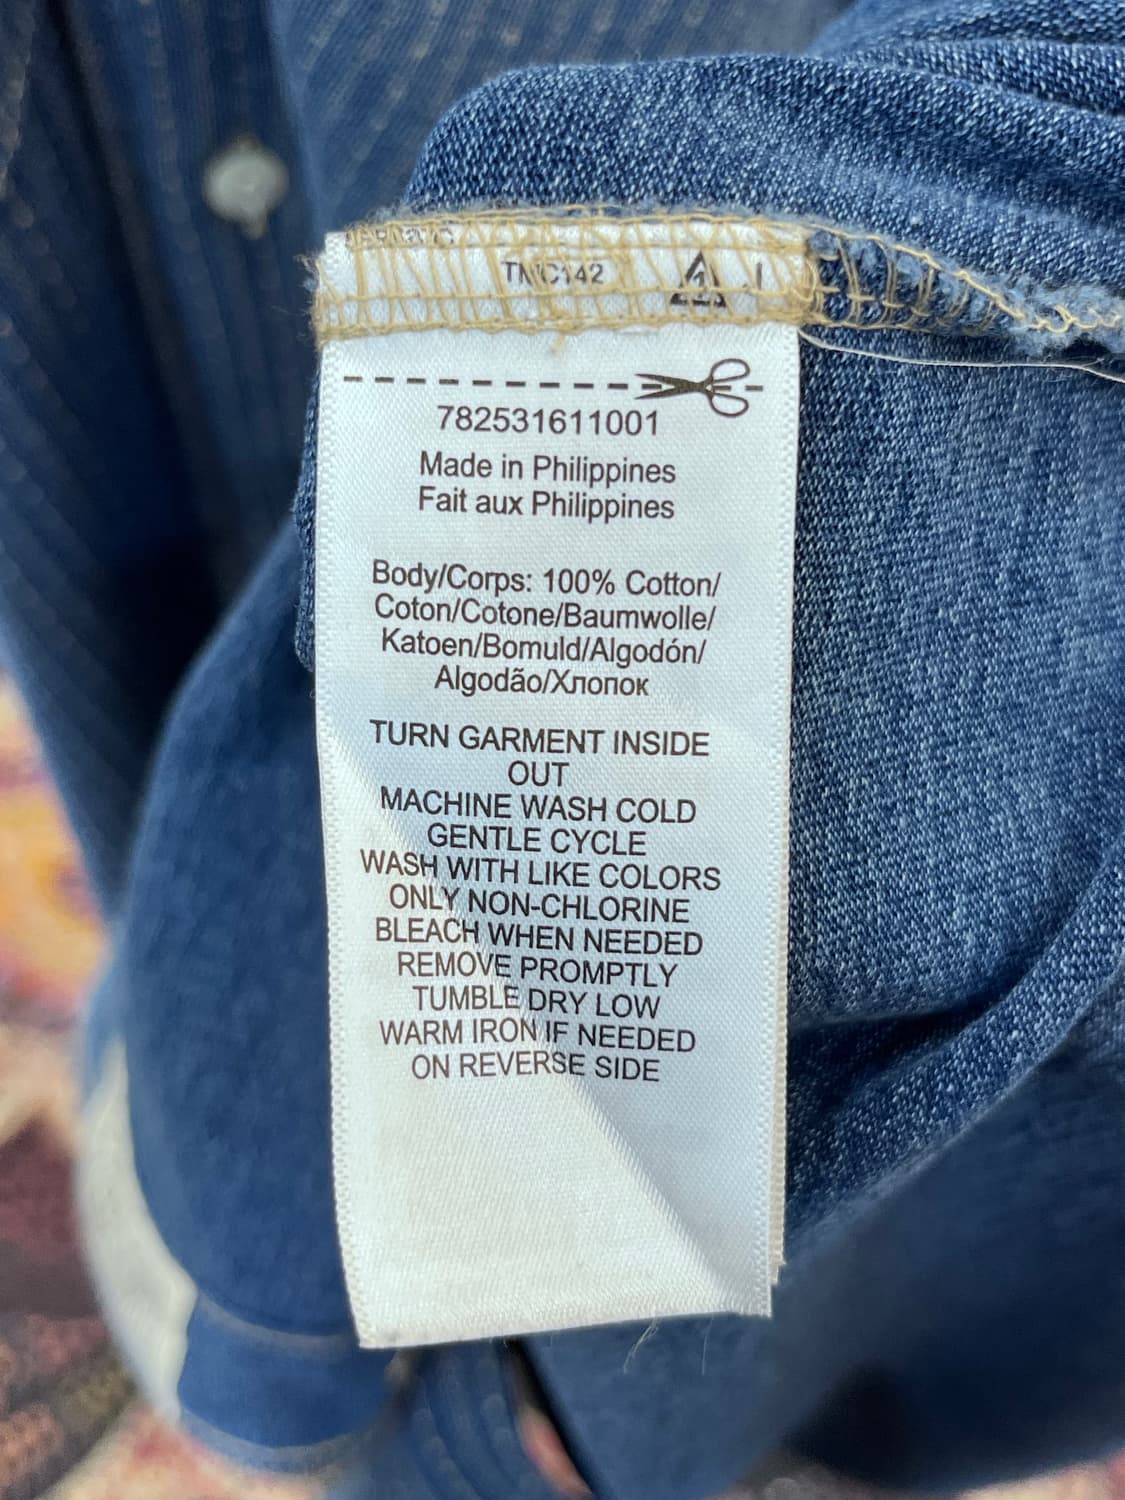 TMC142
782531611001
Made in Philippines
Fait aux Philippines
Body/Corps: 100% Cotton/
Coton/Cotone/Baumwolle/
Katoen/Bomuld/Algodón/
Algodão/Хлопок
TURN GARMENT INSIDE
OUT
MACHINE WASH COLD
GENTLE CYCLE
WASH WITH LIKE COLORS
ONLY NON-CHLORINE
BLEACH WHEN NEEDED
REMOVE PROMPTLY
TUMBLE DRY LOW
WARM IRON IF NEEDED
ON REVERSE SIDE